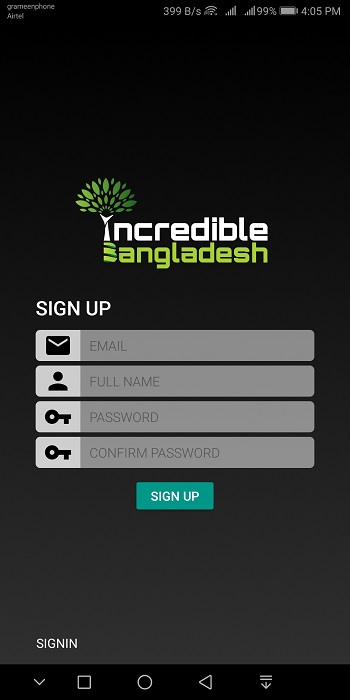 grameenphone
Airtel
399 B/s 99% 4:05 PM
incredible
Bangladesh
SIGN UP
EMAIL
FULL NAME
PASSWORD
CONFIRM PASSWORD
SIGN UP
SIGNIN